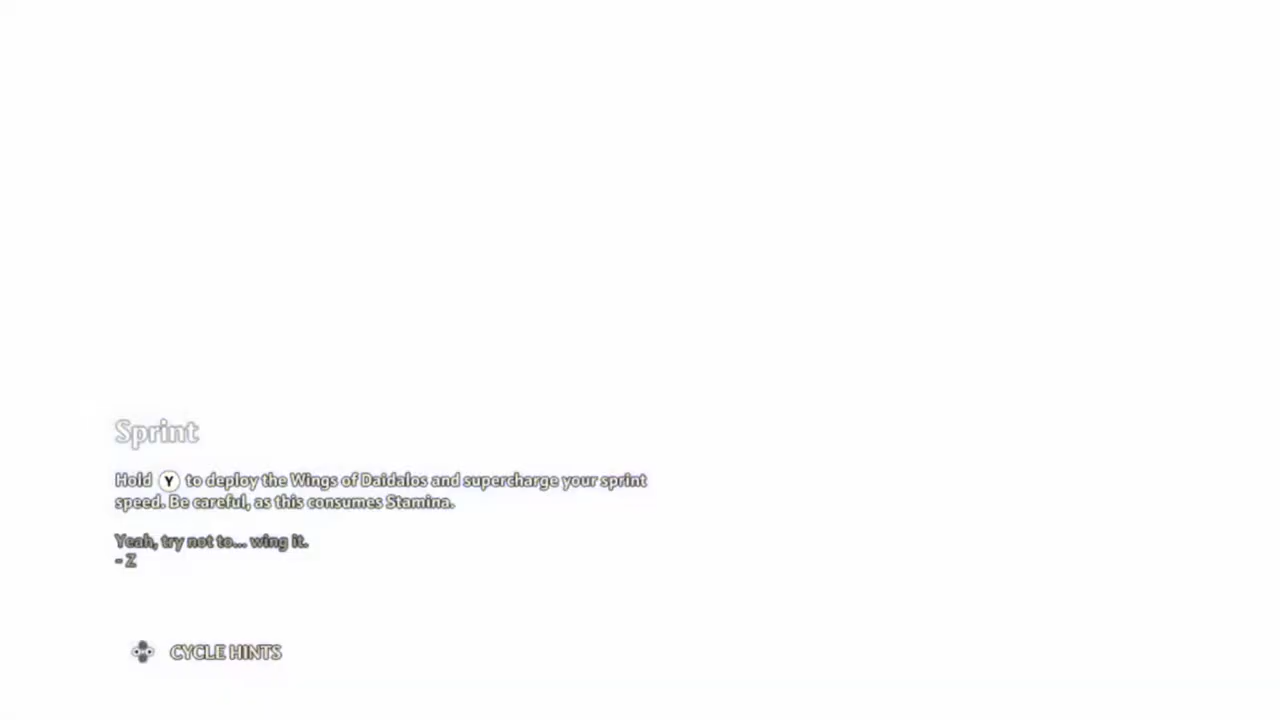 Sprint
Hold Y to deploy the Wings of Daidalos and supercharge your sprint
speed. Be careful, as this consumes Stamina.
Yeah, try not to... wing it.
- Z
CYCLE HINTS